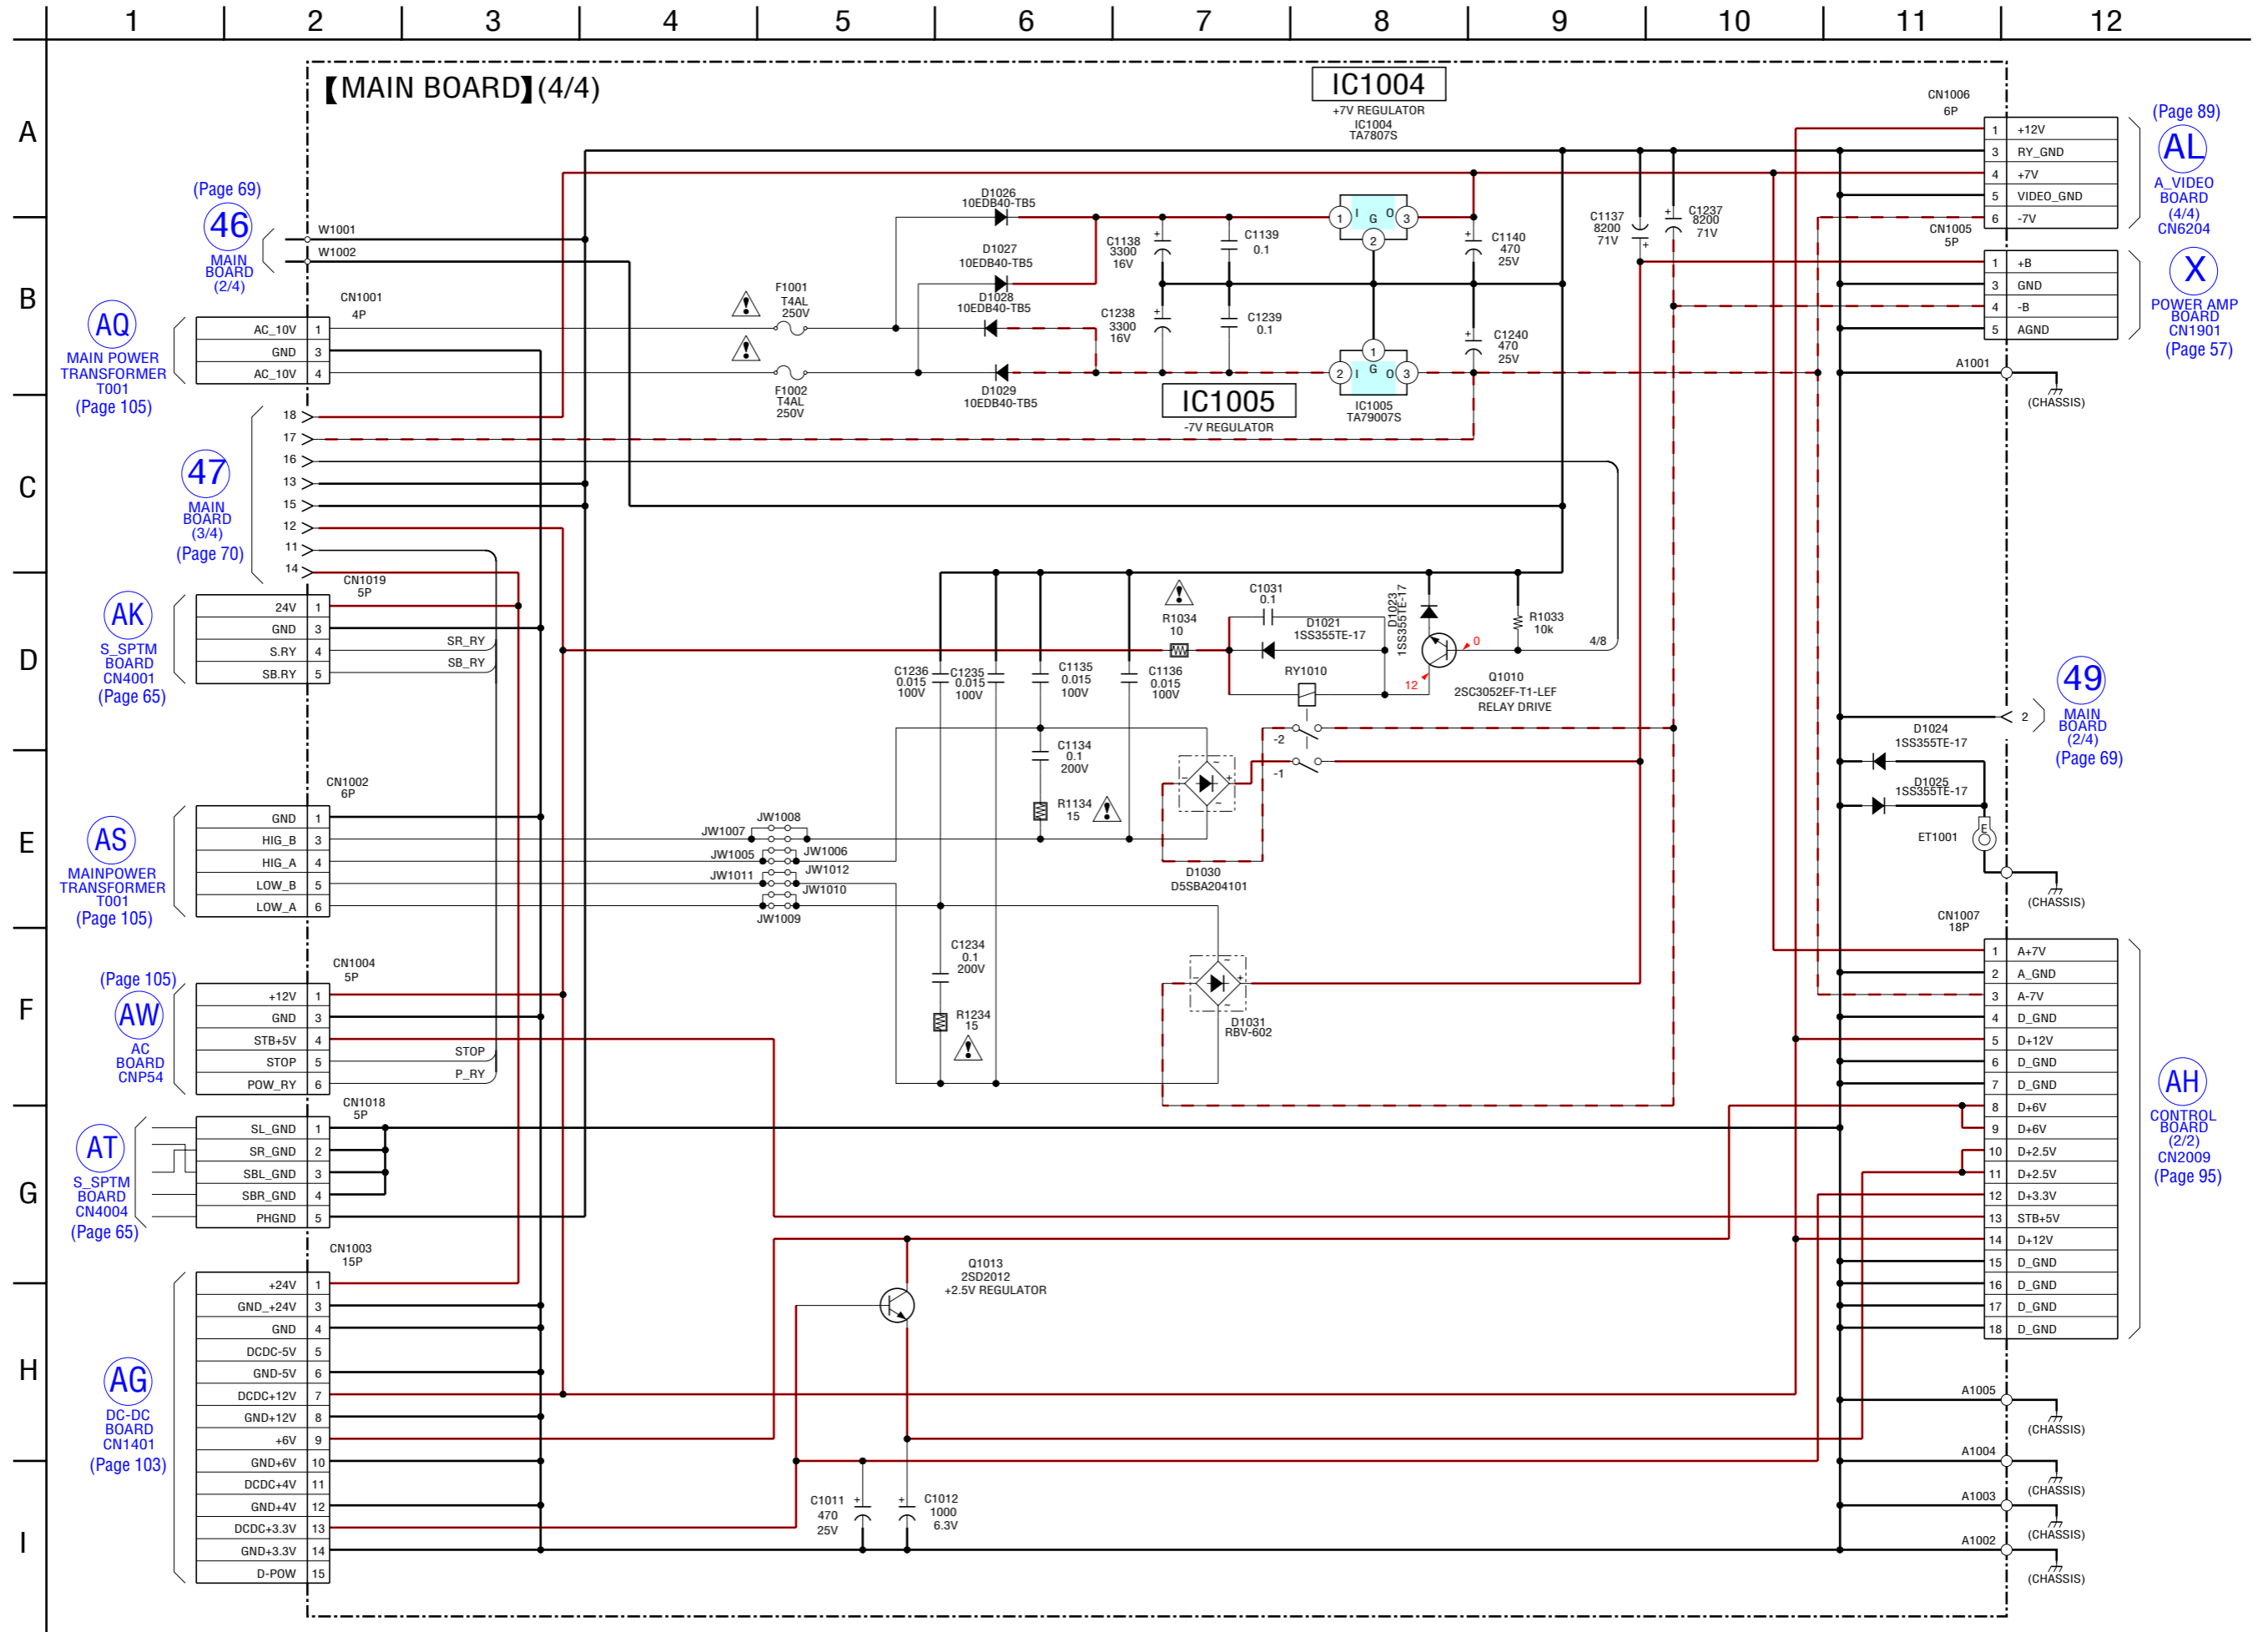 1 2 3 4 5 6 7 8 9 10 11 12
A
B
C
D
E
F
G
H
I
【MAIN BOARD】(4/4)
IC1004
+7V REGULATOR
IC1004
TA7807S
CN1006
6P
1 +12V
3 RY_GND
4 +7V
5 VIDEO_GND
6 -7V
(Page 89)
AL
A_VIDEO
BOARD
(4/4)
CN6204
CN1005
5P
1 +B
3 GND
4 -B
5 AGND
X
POWER AMP
BOARD
CN1901
(Page 57)
A1001
(CHASSIS)
(Page 69)
46
MAIN
BOARD
(2/4)
W1001
W1002
CN1001
4P
AC_10V 1
GND 3
AC_10V 4
AQ
MAIN POWER
TRANSFORMER
T001
(Page 105)
F1001
T4AL
250V
F1002
T4AL
250V
D1026
10EDB40-TB5
D1027
10EDB40-TB5
D1028
10EDB40-TB5
D1029
10EDB40-TB5
C1138
3300
16V
C1139
0.1
C1238
3300
16V
C1239
0.1
1 I G O 3
2
1
2 I G O 3
C1140
470
25V
C1240
470
25V
C1137
8200
71V
C1237
8200
71V
IC1005
-7V REGULATOR
IC1005
TA79007S
18
17
16
13
15
12
11
14
47
MAIN
BOARD
(3/4)
(Page 70)
CN1019
5P
24V 1
GND 3
S.RY 4
SB.RY 5
AK
S_SPTM
BOARD
CN4001
(Page 65)
SR_RY
SB_RY
C1236
0.015
100V
C1235
0.015
100V
C1135
0.015
100V
C1136
0.015
100V
R1034
10
C1031
0.1
D1021
1SS355TE-17
RY1010
D1023
1SS355TE-17
R1033
10k
4/8
0
12
Q1010
2SC3052EF-T1-LEF
RELAY DRIVE
-2
-1
C1134
0.1
200V
R1134
15
D1030
D5SBA204101
2
49
MAIN
BOARD
(2/4)
(Page 69)
D1024
1SS355TE-17
D1025
1SS355TE-17
ET1001
E
(CHASSIS)
CN1002
6P
GND 1
HIG_B 3
HIG_A 4
LOW_B 5
LOW_A 6
AS
MAINPOWER
TRANSFORMER
T001
(Page 105)
JW1008
JW1007
JW1005
JW1006
JW1011
JW1012
JW1010
JW1009
C1234
0.1
200V
R1234
15
D1031
RBV-602
(Page 105)
AW
AC
BOARD
CNP54
CN1004
5P
+12V 1
GND 3
STB+5V 4
STOP 5
POW_RY 6
STOP
P_RY
CN1018
5P
SL_GND 1
SR_GND 2
SBL_GND 3
SBR_GND 4
PHGND 5
AT
S_SPTM
BOARD
CN4004
(Page 65)
CN1007
18P
1 A+7V
2 A_GND
3 A-7V
4 D_GND
5 D+12V
6 D_GND
7 D_GND
8 D+6V
9 D+6V
10 D+2.5V
11 D+2.5V
12 D+3.3V
13 STB+5V
14 D+12V
15 D_GND
16 D_GND
17 D_GND
18 D_GND
AH
CONTROL
BOARD
(2/2)
CN2009
(Page 95)
CN1003
15P
+24V 1
GND_+24V 3
GND 4
DCDC-5V 5
GND-5V 6
DCDC+12V 7
GND+12V 8
+6V 9
GND+6V 10
DCDC+4V 11
GND+4V 12
DCDC+3.3V 13
GND+3.3V 14
D-POW 15
AG
DC-DC
BOARD
CN1401
(Page 103)
Q1013
2SD2012
+2.5V REGULATOR
C1011
470
25V
C1012
1000
6.3V
A1005
(CHASSIS)
A1004
(CHASSIS)
A1003
(CHASSIS)
A1002
(CHASSIS)